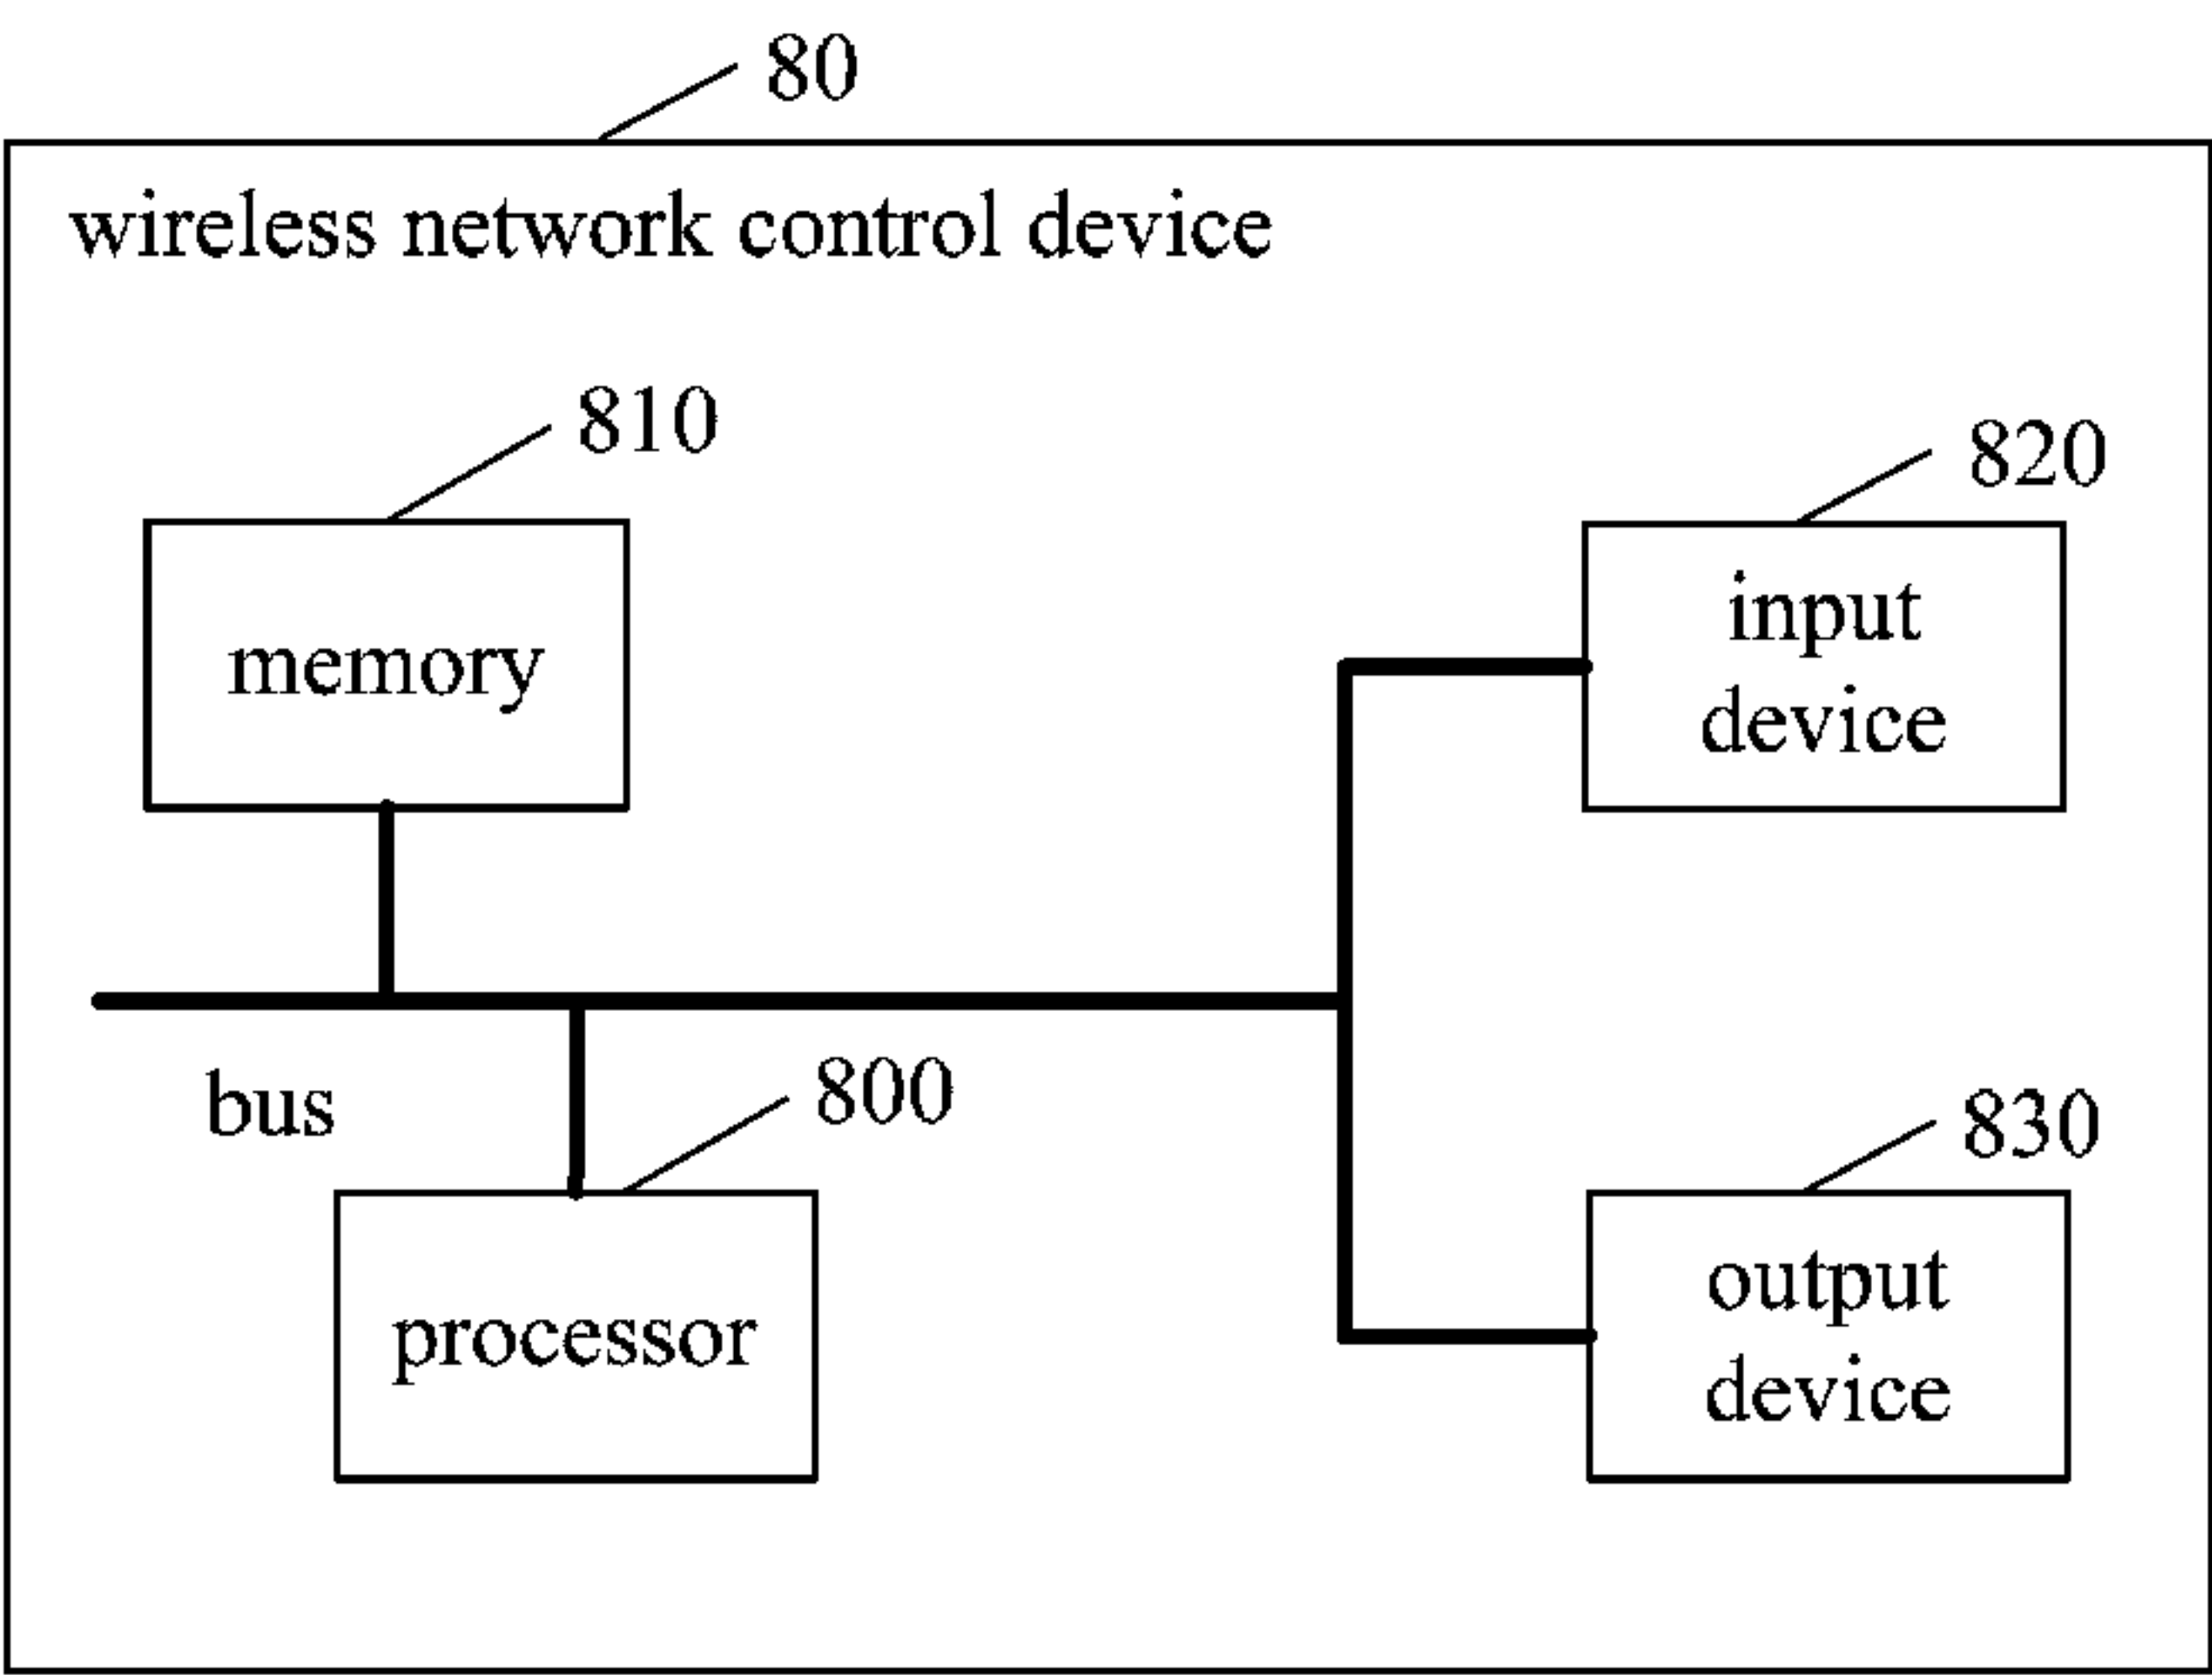 80
wireless network control device
810
820
memory
input
device
bus
800
830
processor
output
device